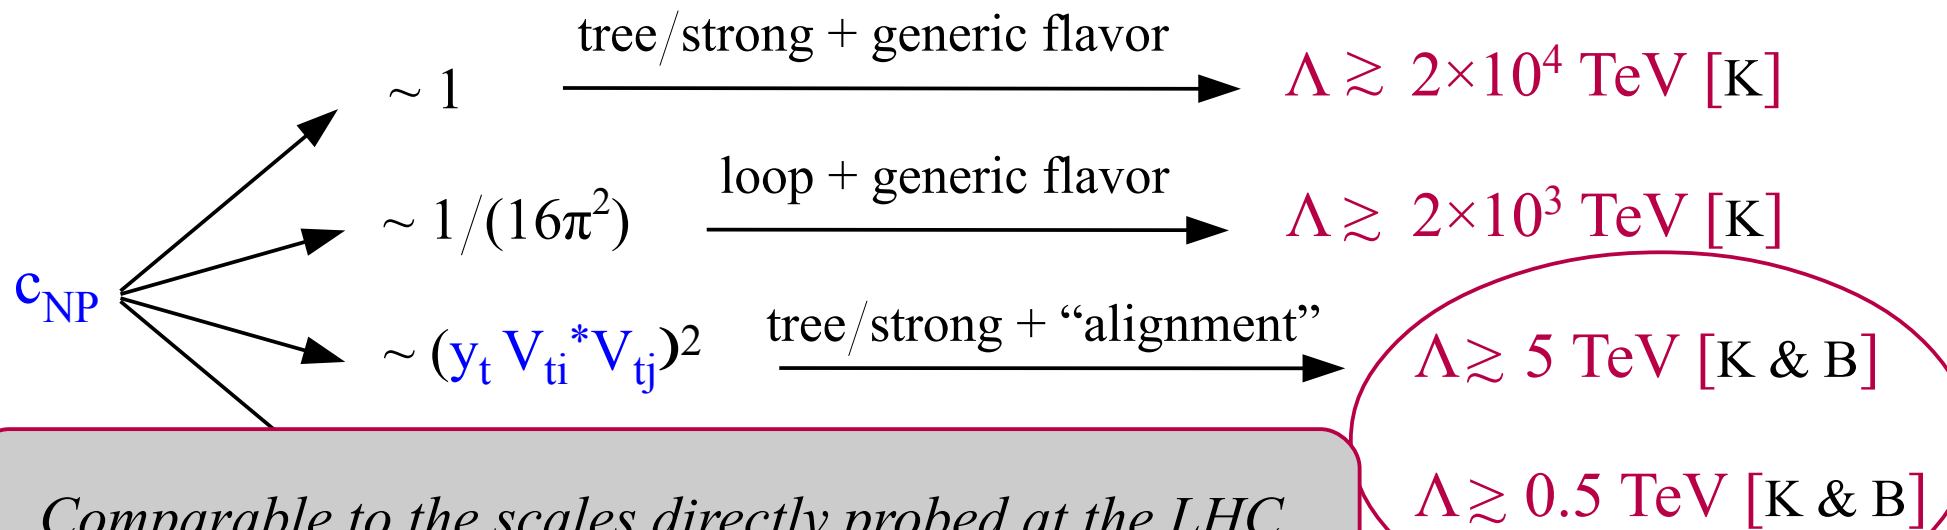 tree/strong + generic flavor
~ 1 Λ ≳ 2×10⁴ TeV [K]
loop + generic flavor
~ 1/(16π²) Λ ≳ 2×10³ TeV [K]
c_NP
tree/strong + “alignment”
~ (y_t V_ti* V_tj)² Λ ≳ 5 TeV [K & B]
Λ ≳ 0.5 TeV [K & B]
Comparable to the scales directly probed at the LHC